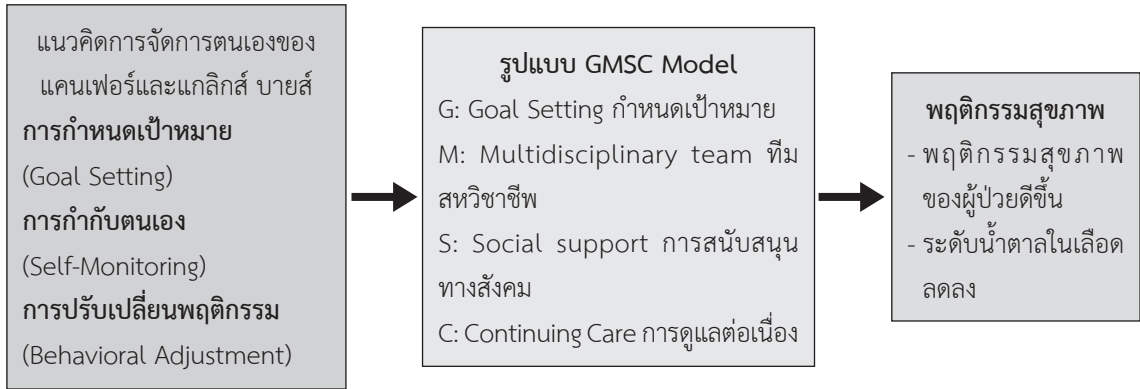 แนวคิดการจัดการตนเองของ
แคนเฟอร์และแกลิกส์ บายส์
การกำหนดเป้าหมาย
(Goal Setting)
การกำกับตนเอง
(Self-Monitoring)
การปรับเปลี่ยนพฤติกรรม
(Behavioral Adjustment)
รูปแบบ GMSC Model
G: Goal Setting กำหนดเป้าหมาย
M: Multidisciplinary team ทีม
สหวิชาชีพ
S: Social support การสนับสนุน
ทางสังคม
C: Continuing Care การดูแลต่อเนื่อง
พฤติกรรมสุขภาพ
- พฤติกรรมสุขภาพ
ของผู้ป่วยดีขึ้น
- ระดับน้ำตาลในเลือด
ลดลง